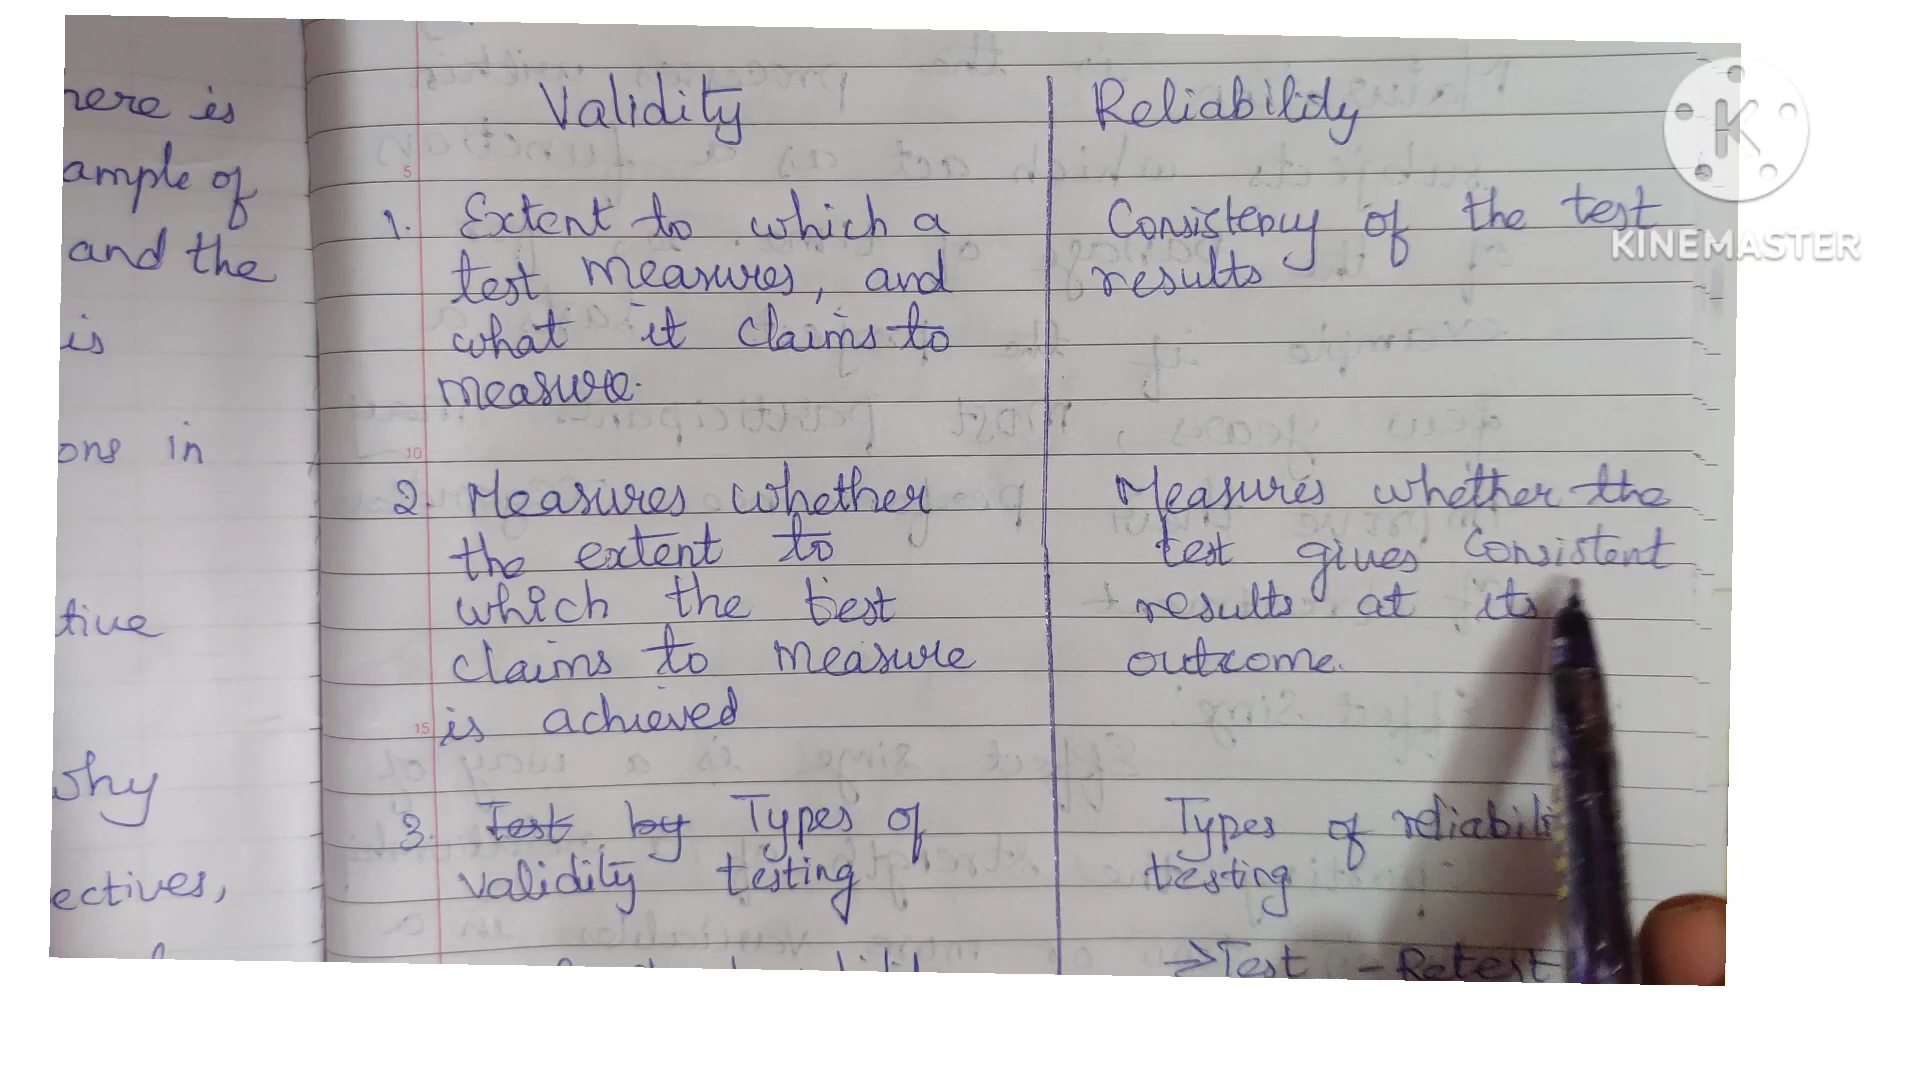 here is
ample of
and the
is
ons in
tive
why
ectives,
Validity
1. Extent to which a
test measures, and
what it claims to
measure.
2. Measures whether
the extent to
which the test
claims to measure
is achieved
3. Test by Types of
validity testing
Reliability
Consistency of the test
results
Measures whether the
test gives consistent
results at its
outcome.
Types of reliabili
testing
→ Test - Retest
5
10
15
K
KINEMASTER